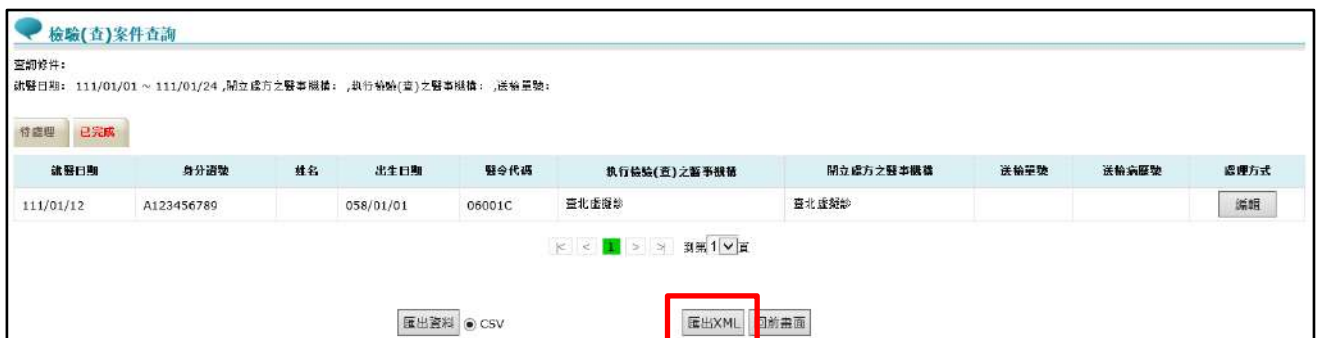 檢驗(查)案件查詢
查詢條件:
就醫日期: 111/01/01 ~ 111/01/24 ,開立處方之醫事機構: ,執行檢驗(查)之醫事機構: ,送檢單號:
待處理 已完成
就醫日期 身分證號 姓名 出生日期 醫令代碼 執行檢驗(查)之醫事機構 開立處方之醫事機構 送檢單號 送檢病歷號 處理方式
111/01/12 A123456789 058/01/01 06001C 臺北虛擬診 臺北虛擬診 編輯
|< < 1 > >| 到第 1 頁
匯出資料 CSV 匯出XML 回前畫面